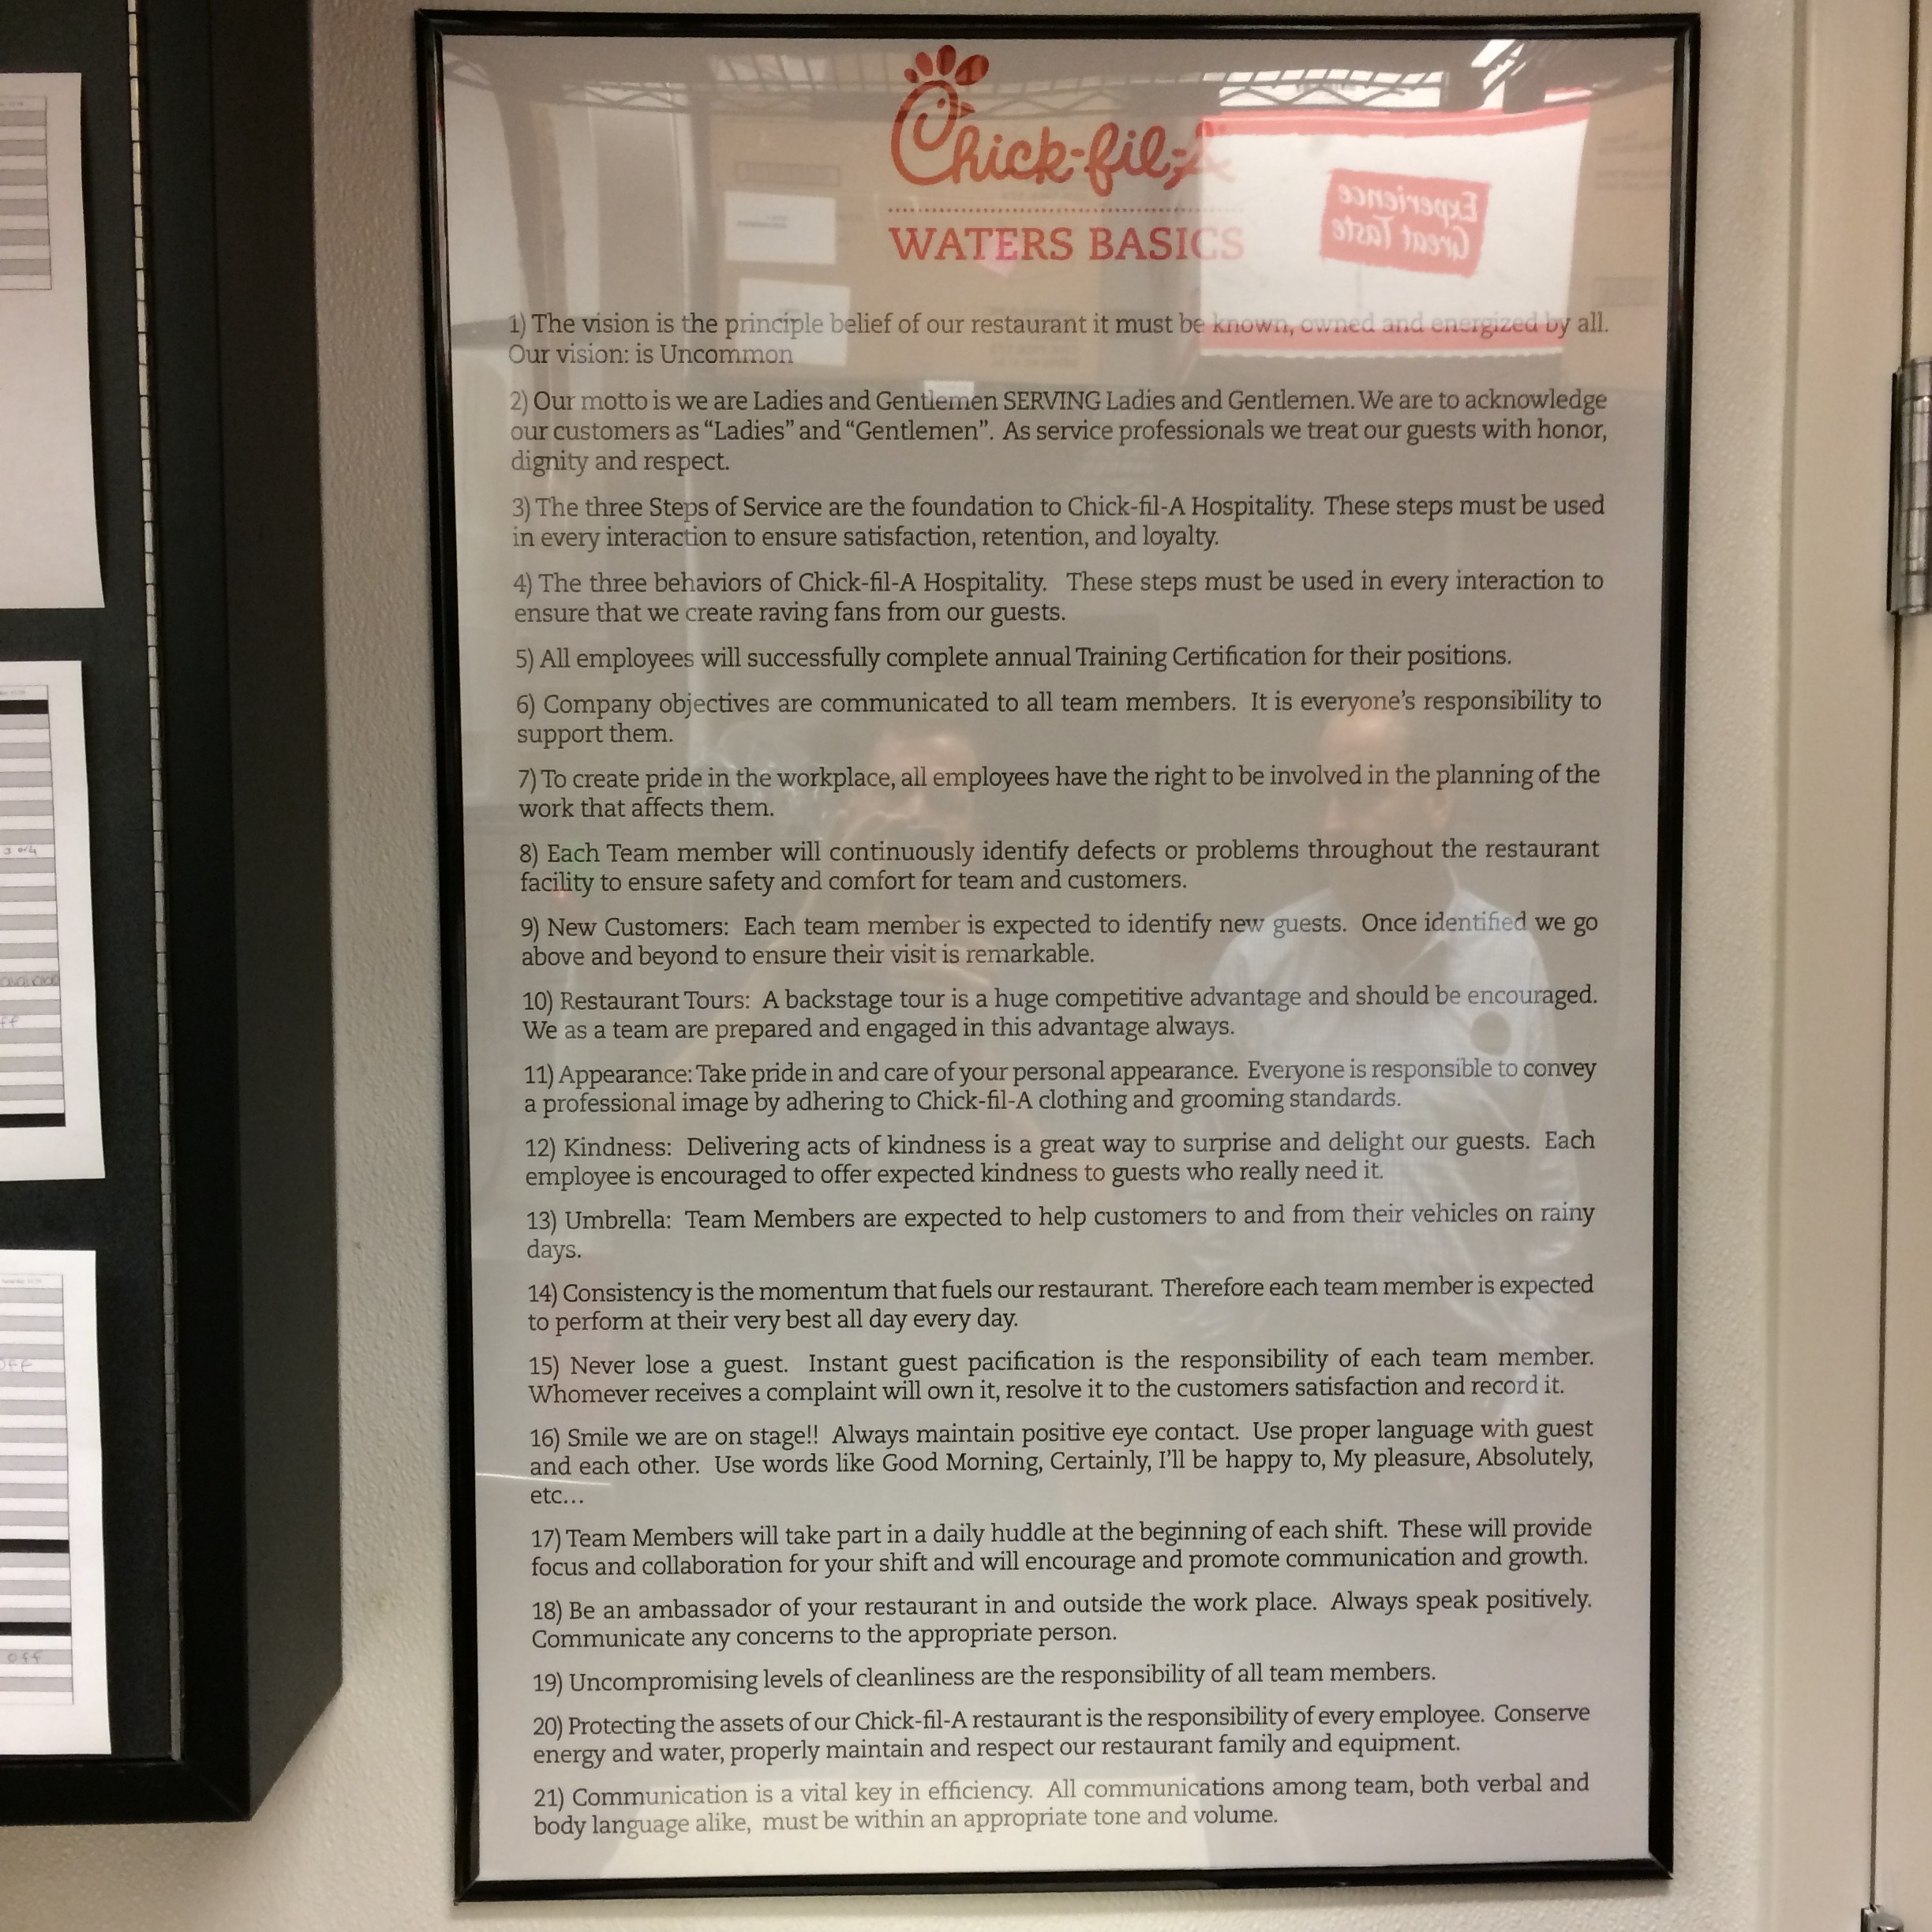 Chick-fil-A
WATERS BASICS
Experience
Great Taste
1) The vision is the principle belief of our restaurant it must be known, owned and energized by all.
Our vision: is Uncommon
2) Our motto is we are Ladies and Gentlemen SERVING Ladies and Gentlemen. We are to acknowledge
our customers as “Ladies” and “Gentlemen”. As service professionals we treat our guests with honor,
dignity and respect.
3) The three Steps of Service are the foundation to Chick-fil-A Hospitality. These steps must be used
in every interaction to ensure satisfaction, retention, and loyalty.
4) The three behaviors of Chick-fil-A Hospitality. These steps must be used in every interaction to
ensure that we create raving fans from our guests.
5) All employees will successfully complete annual Training Certification for their positions.
6) Company objectives are communicated to all team members. It is everyone’s responsibility to
support them.
7) To create pride in the workplace, all employees have the right to be involved in the planning of the
work that affects them.
8) Each Team member will continuously identify defects or problems throughout the restaurant
facility to ensure safety and comfort for team and customers.
9) New Customers: Each team member is expected to identify new guests. Once identified we go
above and beyond to ensure their visit is remarkable.
10) Restaurant Tours: A backstage tour is a huge competitive advantage and should be encouraged.
We as a team are prepared and engaged in this advantage always.
11) Appearance: Take pride in and care of your personal appearance. Everyone is responsible to convey
a professional image by adhering to Chick-fil-A clothing and grooming standards.
12) Kindness: Delivering acts of kindness is a great way to surprise and delight our guests. Each
employee is encouraged to offer expected kindness to guests who really need it.
13) Umbrella: Team Members are expected to help customers to and from their vehicles on rainy
days.
14) Consistency is the momentum that fuels our restaurant. Therefore each team member is expected
to perform at their very best all day every day.
15) Never lose a guest. Instant guest pacification is the responsibility of each team member.
Whomever receives a complaint will own it, resolve it to the customers satisfaction and record it.
16) Smile we are on stage!! Always maintain positive eye contact. Use proper language with guest
and each other. Use words like Good Morning, Certainly, I’ll be happy to, My pleasure, Absolutely,
etc...
17) Team Members will take part in a daily huddle at the beginning of each shift. These will provide
focus and collaboration for your shift and will encourage and promote communication and growth.
18) Be an ambassador of your restaurant in and outside the work place. Always speak positively.
Communicate any concerns to the appropriate person.
19) Uncompromising levels of cleanliness are the responsibility of all team members.
20) Protecting the assets of our Chick-fil-A restaurant is the responsibility of every employee. Conserve
energy and water, properly maintain and respect our restaurant family and equipment.
21) Communication is a vital key in efficiency. All communications among team, both verbal and
body language alike, must be within an appropriate tone and volume.
off